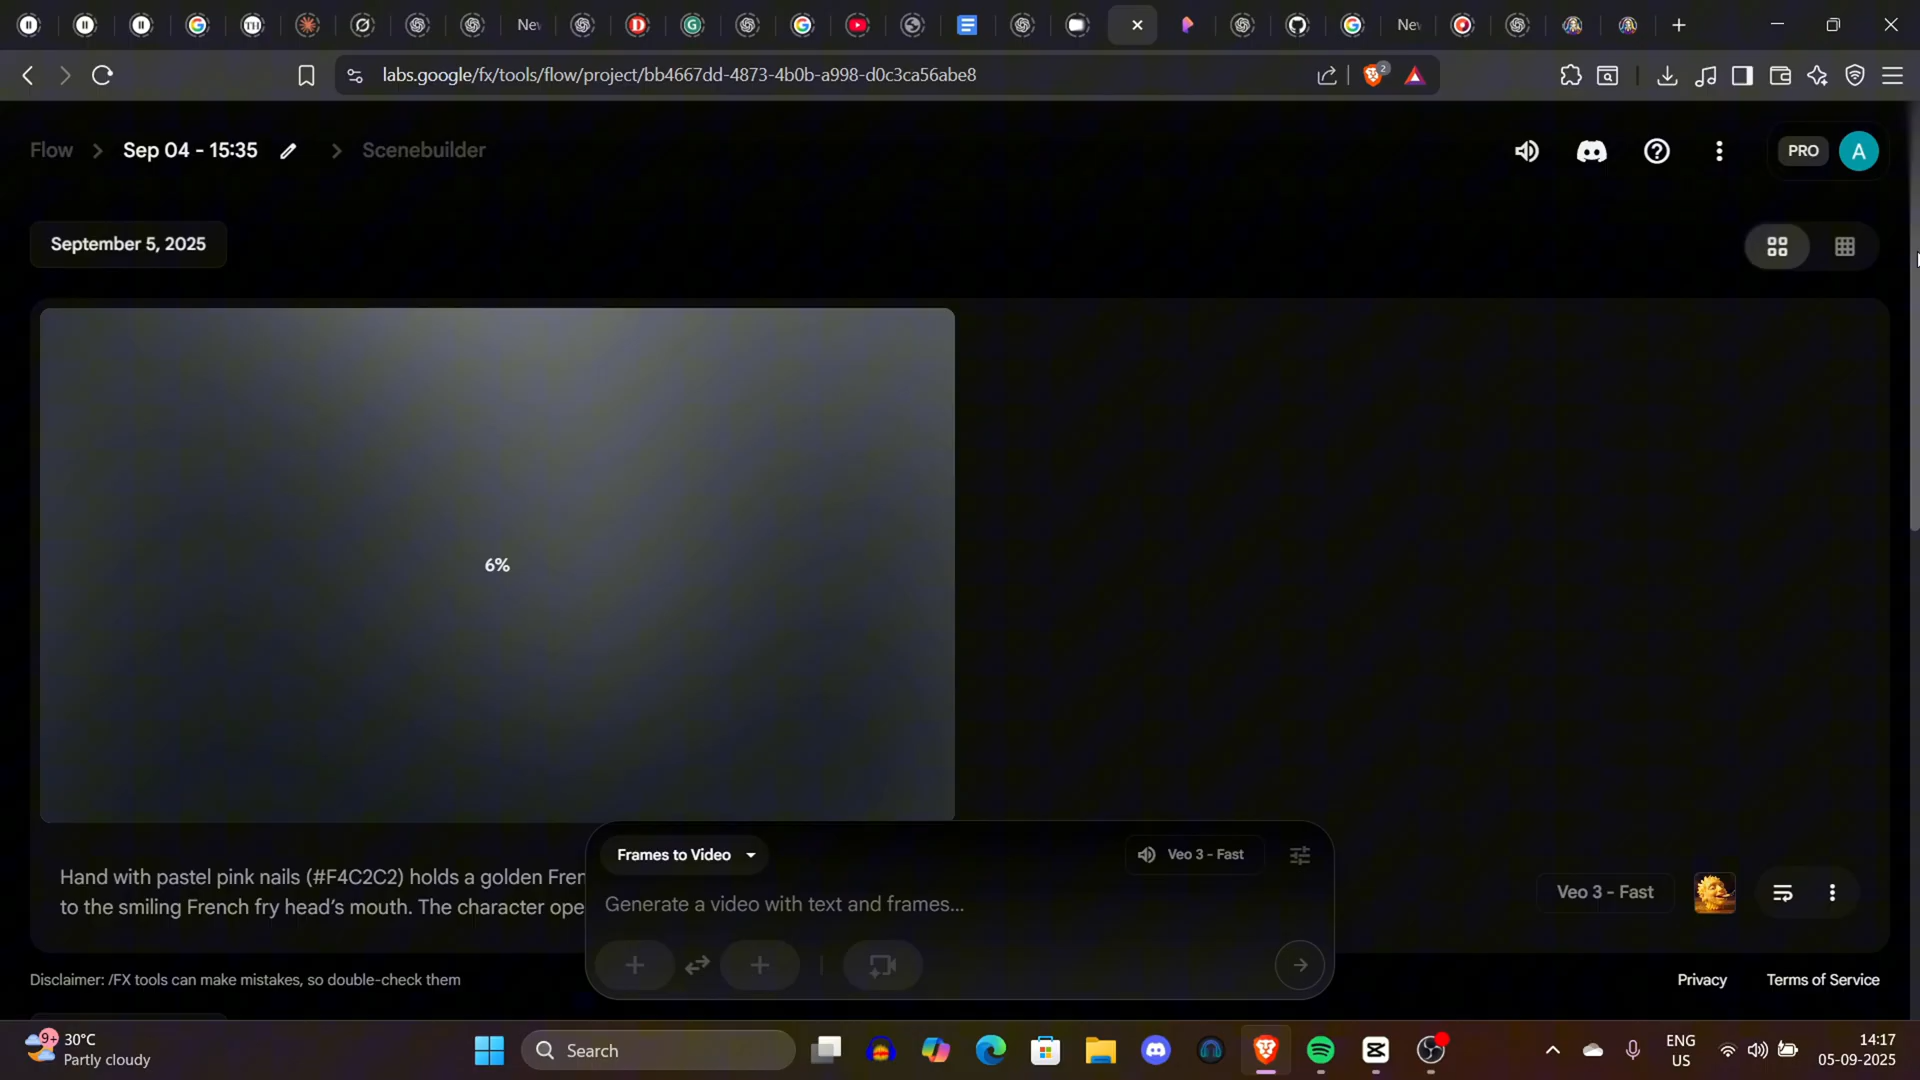 New
New
labs.google/fx/tools/flow/project/bb4667dd-4873-4b0b-a998-d0c3ca56abe8
2
Flow
Sep 04 - 15:35
Scenebuilder
PRO
A
September 5, 2025
6%
Hand with pastel pink nails (#F4C2C2) holds a golden Fren
to the smiling French fry head's mouth. The character ope
Frames to Video
Veo 3 - Fast
Generate a video with text and frames...
Veo 3 - Fast
Disclaimer: /FX tools can make mistakes, so double-check them
Privacy
Terms of Service
9+
30°C
Partly cloudy
Search
ENG
US
14:17
05-09-2025